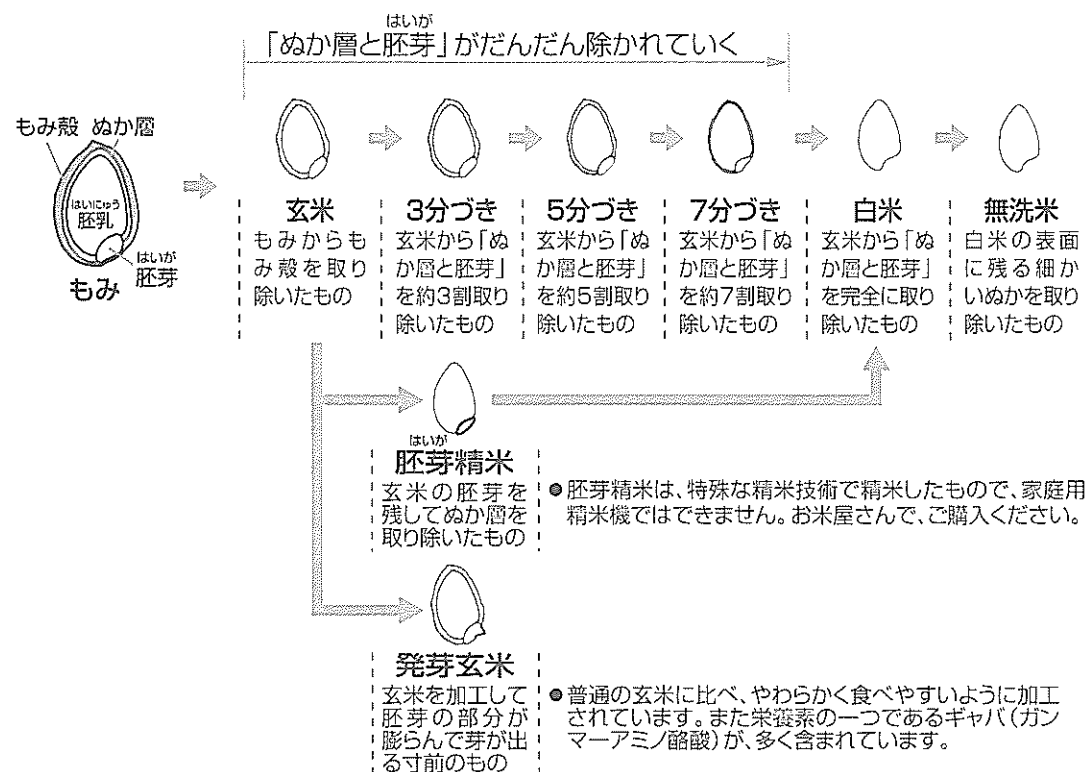 はいが
「ぬか層と胚芽」がだんだん除かれていく
もみ殻 ぬか層
はいにゅう
胚乳
はいが
胚芽
もみ
玄米
もみからも
み殻を取り
除いたもの
3分づき
玄米から「ぬ
か層と胚芽」
を約3割取り
除いたもの
5分づき
玄米から「ぬ
か層と胚芽」
を約5割取り
除いたもの
7分づき
玄米から「ぬ
か層と胚芽」
を約7割取り
除いたもの
白米
玄米から「ぬ
か層と胚芽」
を完全に取り
除いたもの
無洗米
白米の表面
に残る細か
いぬかを取り
除いたもの
はいが
胚芽精米
玄米の胚芽を
残してぬか層を
取り除いたもの
●胚芽精米は、特殊な精米技術で精米したもので、家庭用
精米機ではできません。お米屋さんで、ご購入ください。
発芽玄米
玄米を加工して
胚芽の部分が
膨らんで芽が出
る寸前のもの
●普通の玄米に比べ、やわらかく食べやすいように加工
されています。また栄養素の一つであるギャバ(ガン
マーアミノ酪酸)が、多く含まれています。